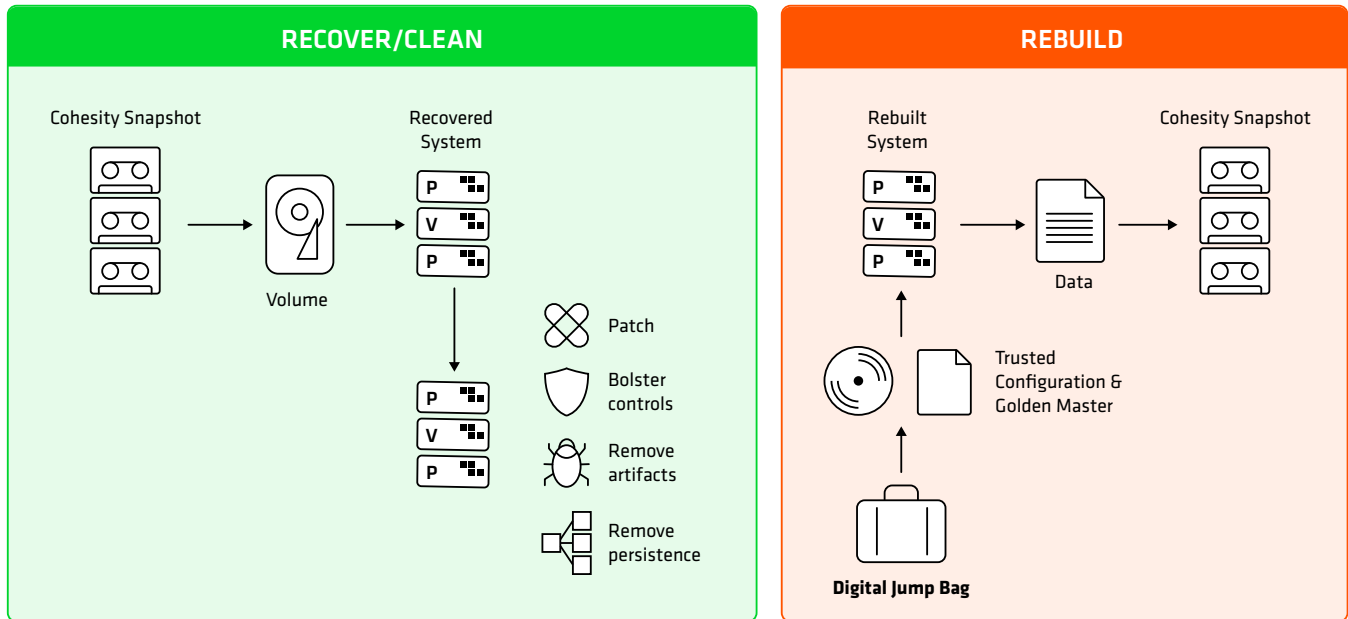 RECOVER/CLEAN
Cohesity Snapshot
Volume
Recovered
System
P
V
P
P
V
P
Patch
Bolster
controls
Remove
artifacts
Remove
persistence
REBUILD
Rebuilt
System
P
V
P
Data
Cohesity Snapshot
Trusted
Configuration &
Golden Master
Digital Jump Bag